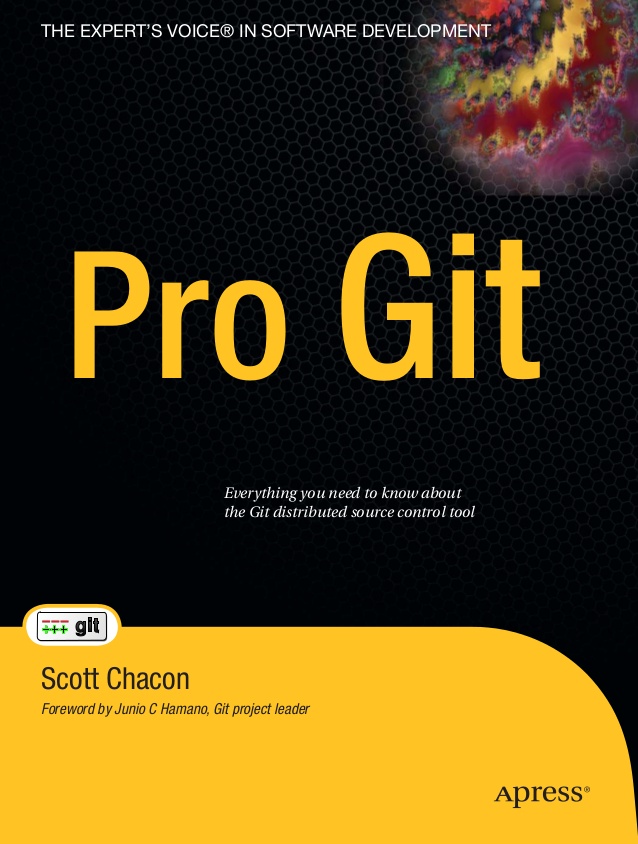 THE EXPERT'S VOICE® IN SOFTWARE DEVELOPMENT
Pro Git
Everything you need to know about
the Git distributed source control tool
git
Scott Chacon
Foreword by Junio C Hamano, Git project leader
Apress®